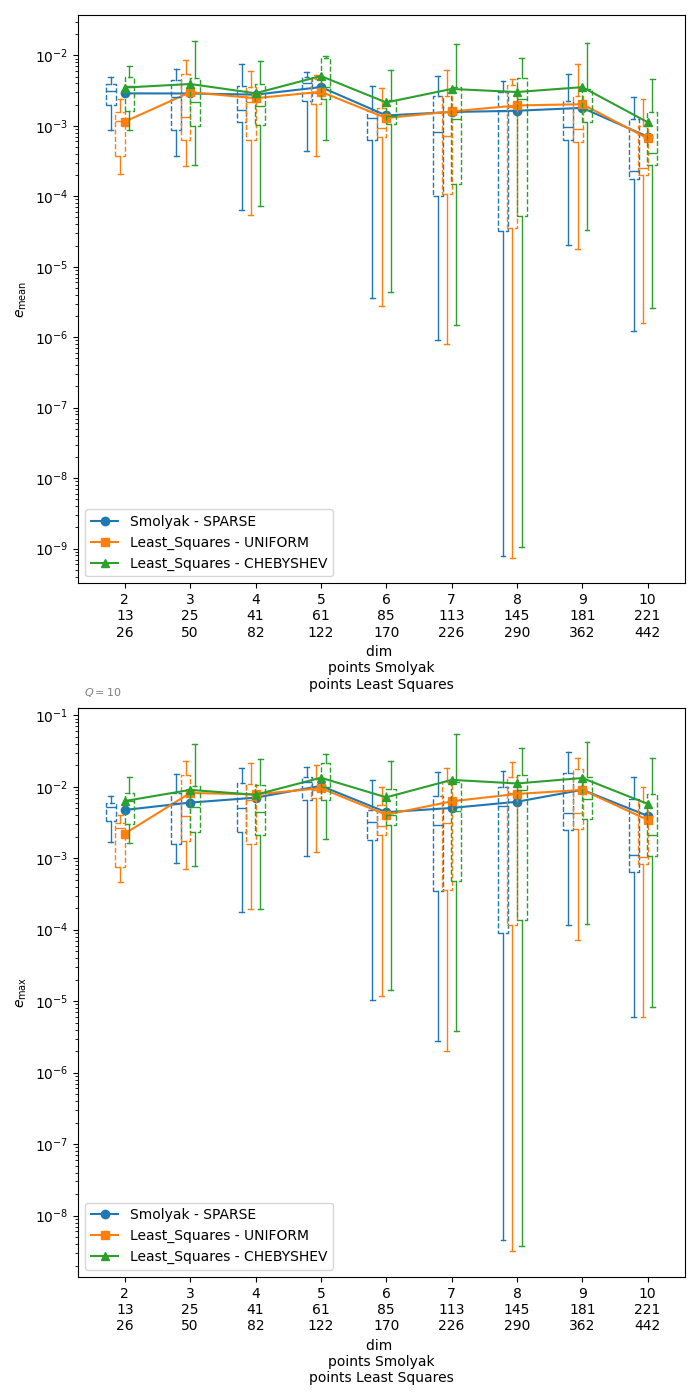 10⁻²
10⁻³
10⁻⁴
10⁻⁵
10⁻⁶
10⁻⁷
10⁻⁸
10⁻⁹
e_mean
Smolyak - SPARSE
Least_Squares - UNIFORM
Least_Squares - CHEBYSHEV
2 3 4 5 6 7 8 9 10
13 25 41 61 85 113 145 181 221
26 50 82 122 170 226 290 362 442
dim
points Smolyak
points Least Squares
Q = 10
10⁻¹
10⁻²
10⁻³
10⁻⁴
10⁻⁵
10⁻⁶
10⁻⁷
10⁻⁸
e_max
Smolyak - SPARSE
Least_Squares - UNIFORM
Least_Squares - CHEBYSHEV
2 3 4 5 6 7 8 9 10
13 25 41 61 85 113 145 181 221
26 50 82 122 170 226 290 362 442
dim
points Smolyak
points Least Squares